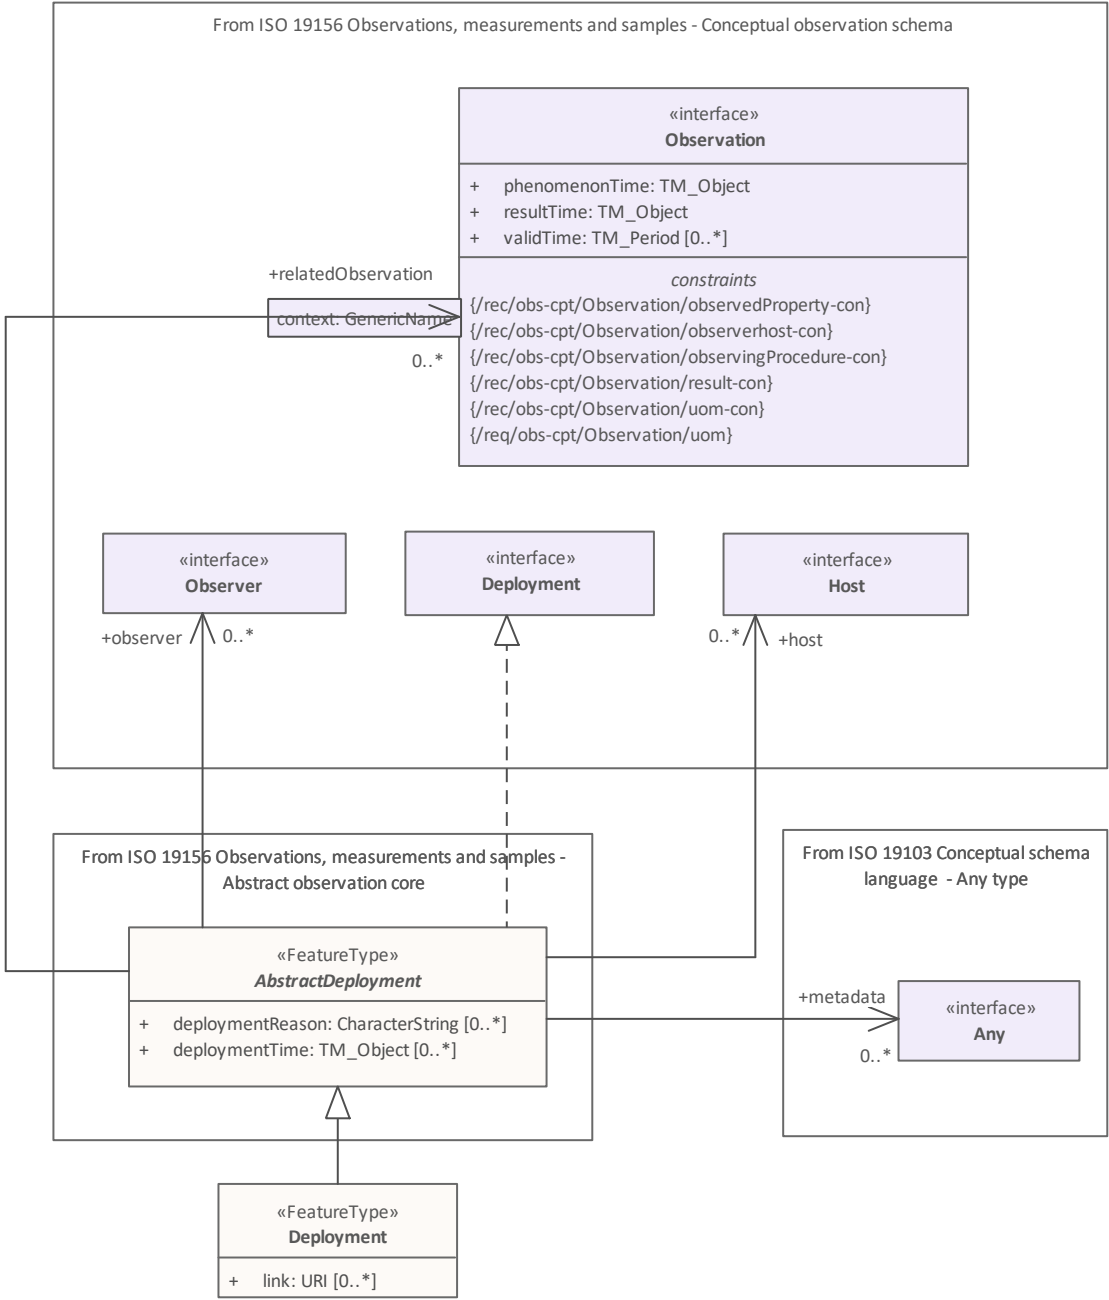 From ISO 19156 Observations, measurements and samples - Conceptual observation schema
«interface»
Observation
+ phenomenonTime: TM_Object
+ resultTime: TM_Object
+ validTime: TM_Period [0..*]
constraints
{/rec/obs-cpt/Observation/observedProperty-con}
{/rec/obs-cpt/Observation/observerhost-con}
{/rec/obs-cpt/Observation/observingProcedure-con}
{/rec/obs-cpt/Observation/result-con}
{/rec/obs-cpt/Observation/uom-con}
{/req/obs-cpt/Observation/uom}
+relatedObservation
context: GenericName
0..*
«interface»
Observer
«interface»
Deployment
«interface»
Host
+observer
0..*
0..*
+host
From ISO 19156 Observations, measurements and samples -
Abstract observation core
From ISO 19103 Conceptual schema
language - Any type
«FeatureType»
AbstractDeployment
+ deploymentReason: CharacterString [0..*]
+ deploymentTime: TM_Object [0..*]
+metadata
0..*
«interface»
Any
«FeatureType»
Deployment
+ link: URI [0..*]